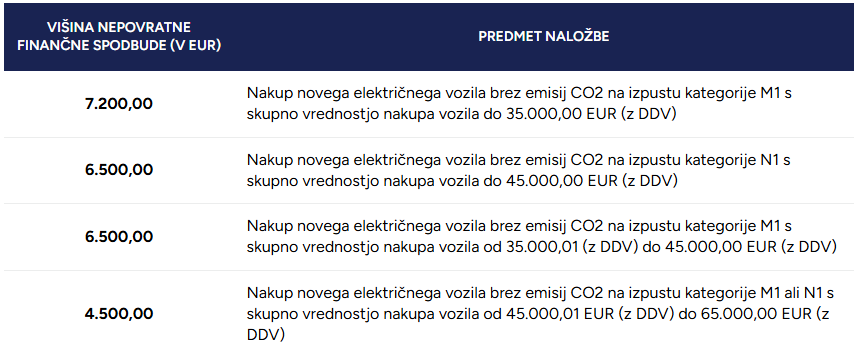 VIŠINA NEPOVRATNE
FINANČNE SPODBUDE (V EUR)
PREDMET NALOŽBE
7.200,00
Nakup novega električnega vozila brez emisij CO2 na izpustu kategorije M1 s
skupno vrednostjo nakupa vozila do 35.000,00 EUR (z DDV)
6.500,00
Nakup novega električnega vozila brez emisij CO2 na izpustu kategorije N1 s
skupno vrednostjo nakupa vozila do 45.000,00 EUR (z DDV)
6.500,00
Nakup novega električnega vozila brez emisij CO2 na izpustu kategorije M1 s
skupno vrednostjo nakupa vozila od 35.000,01 (z DDV) do 45.000,00 EUR (z DDV)
4.500,00
Nakup novega električnega vozila brez emisij CO2 na izpustu kategorije M1 ali N1 s
skupno vrednostjo nakupa vozila od 45.000,01 EUR (z DDV) do 65.000,00 EUR (z
DDV)